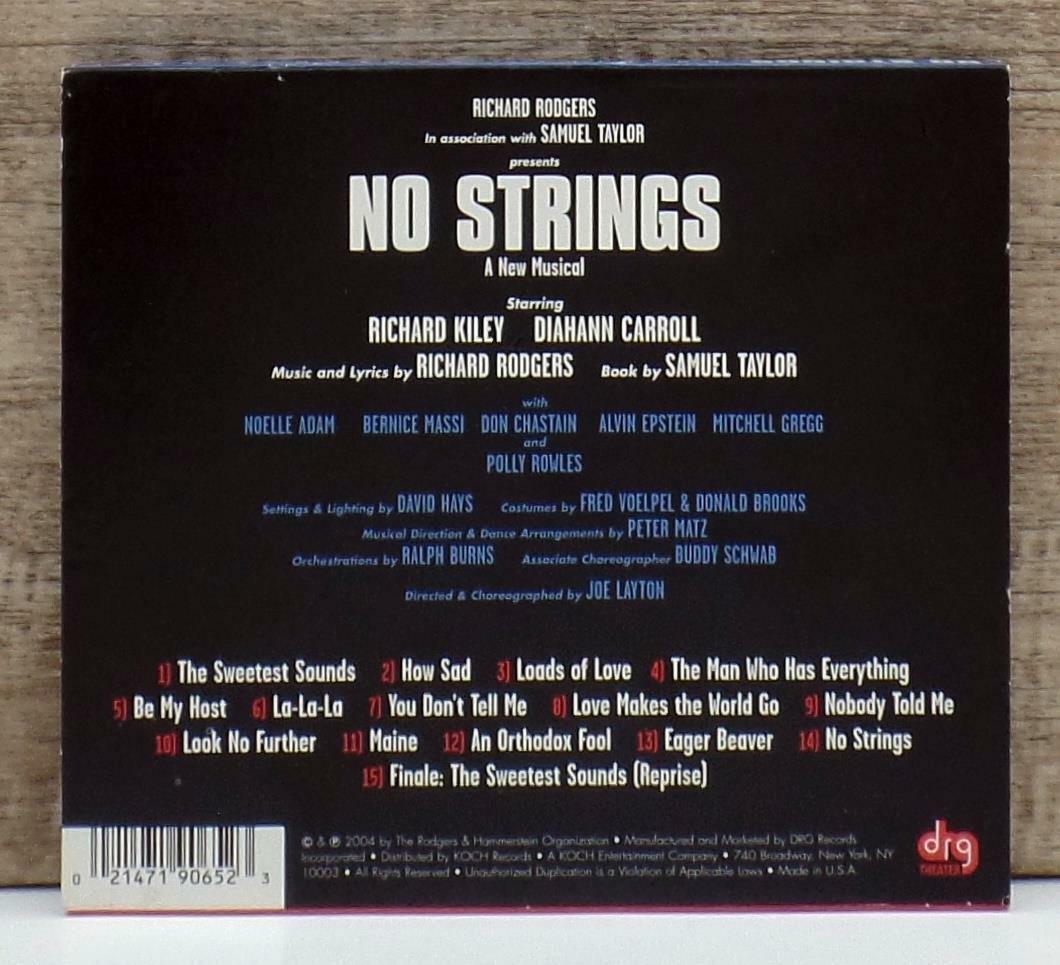 RICHARD RODGERS
In association with SAMUEL TAYLOR
presents
NO STRINGS
A New Musical
Starring
RICHARD KILEY DIAHANN CARROLL
Music and Lyrics by RICHARD RODGERS Book by SAMUEL TAYLOR
with
NOELLE ADAM BERNICE MASSI DON CHASTAIN ALVIN EPSTEIN MITCHELL GREGG
and
POLLY ROWLES
Settings & Lighting by DAVID HAYS Costumes by FRED VOELPEL & DONALD BROOKS
Musical Direction & Dance Arrangements by PETER MATZ
Orchestrations by RALPH BURNS Associate Choreographer BUDDY SCHWAB
Directed & Choreographed by JOE LAYTON
1) The Sweetest Sounds 2) How Sad 3) Loads of Love 4) The Man Who Has Everything
5) Be My Host 6) La-La-La 7) You Don't Tell Me 8) Love Makes the World Go 9) Nobody Told Me
10) Look No Further 11) Maine 12) An Orthodox Fool 13) Eager Beaver 14) No Strings
15) Finale: The Sweetest Sounds (Reprise)
© & ℗ 2004 by The Rodgers & Hammerstein Organization • Manufactured and Marketed by DRG Records
Incorporated • Distributed by KOCH Records • A KOCH Entertainment Company • 740 Broadway, New York, NY
10003 • All Rights Reserved • Unauthorized Duplication is a Violation of Applicable Laws • Made in U.S.A.
0 21471 90652 3
drg
THEATER